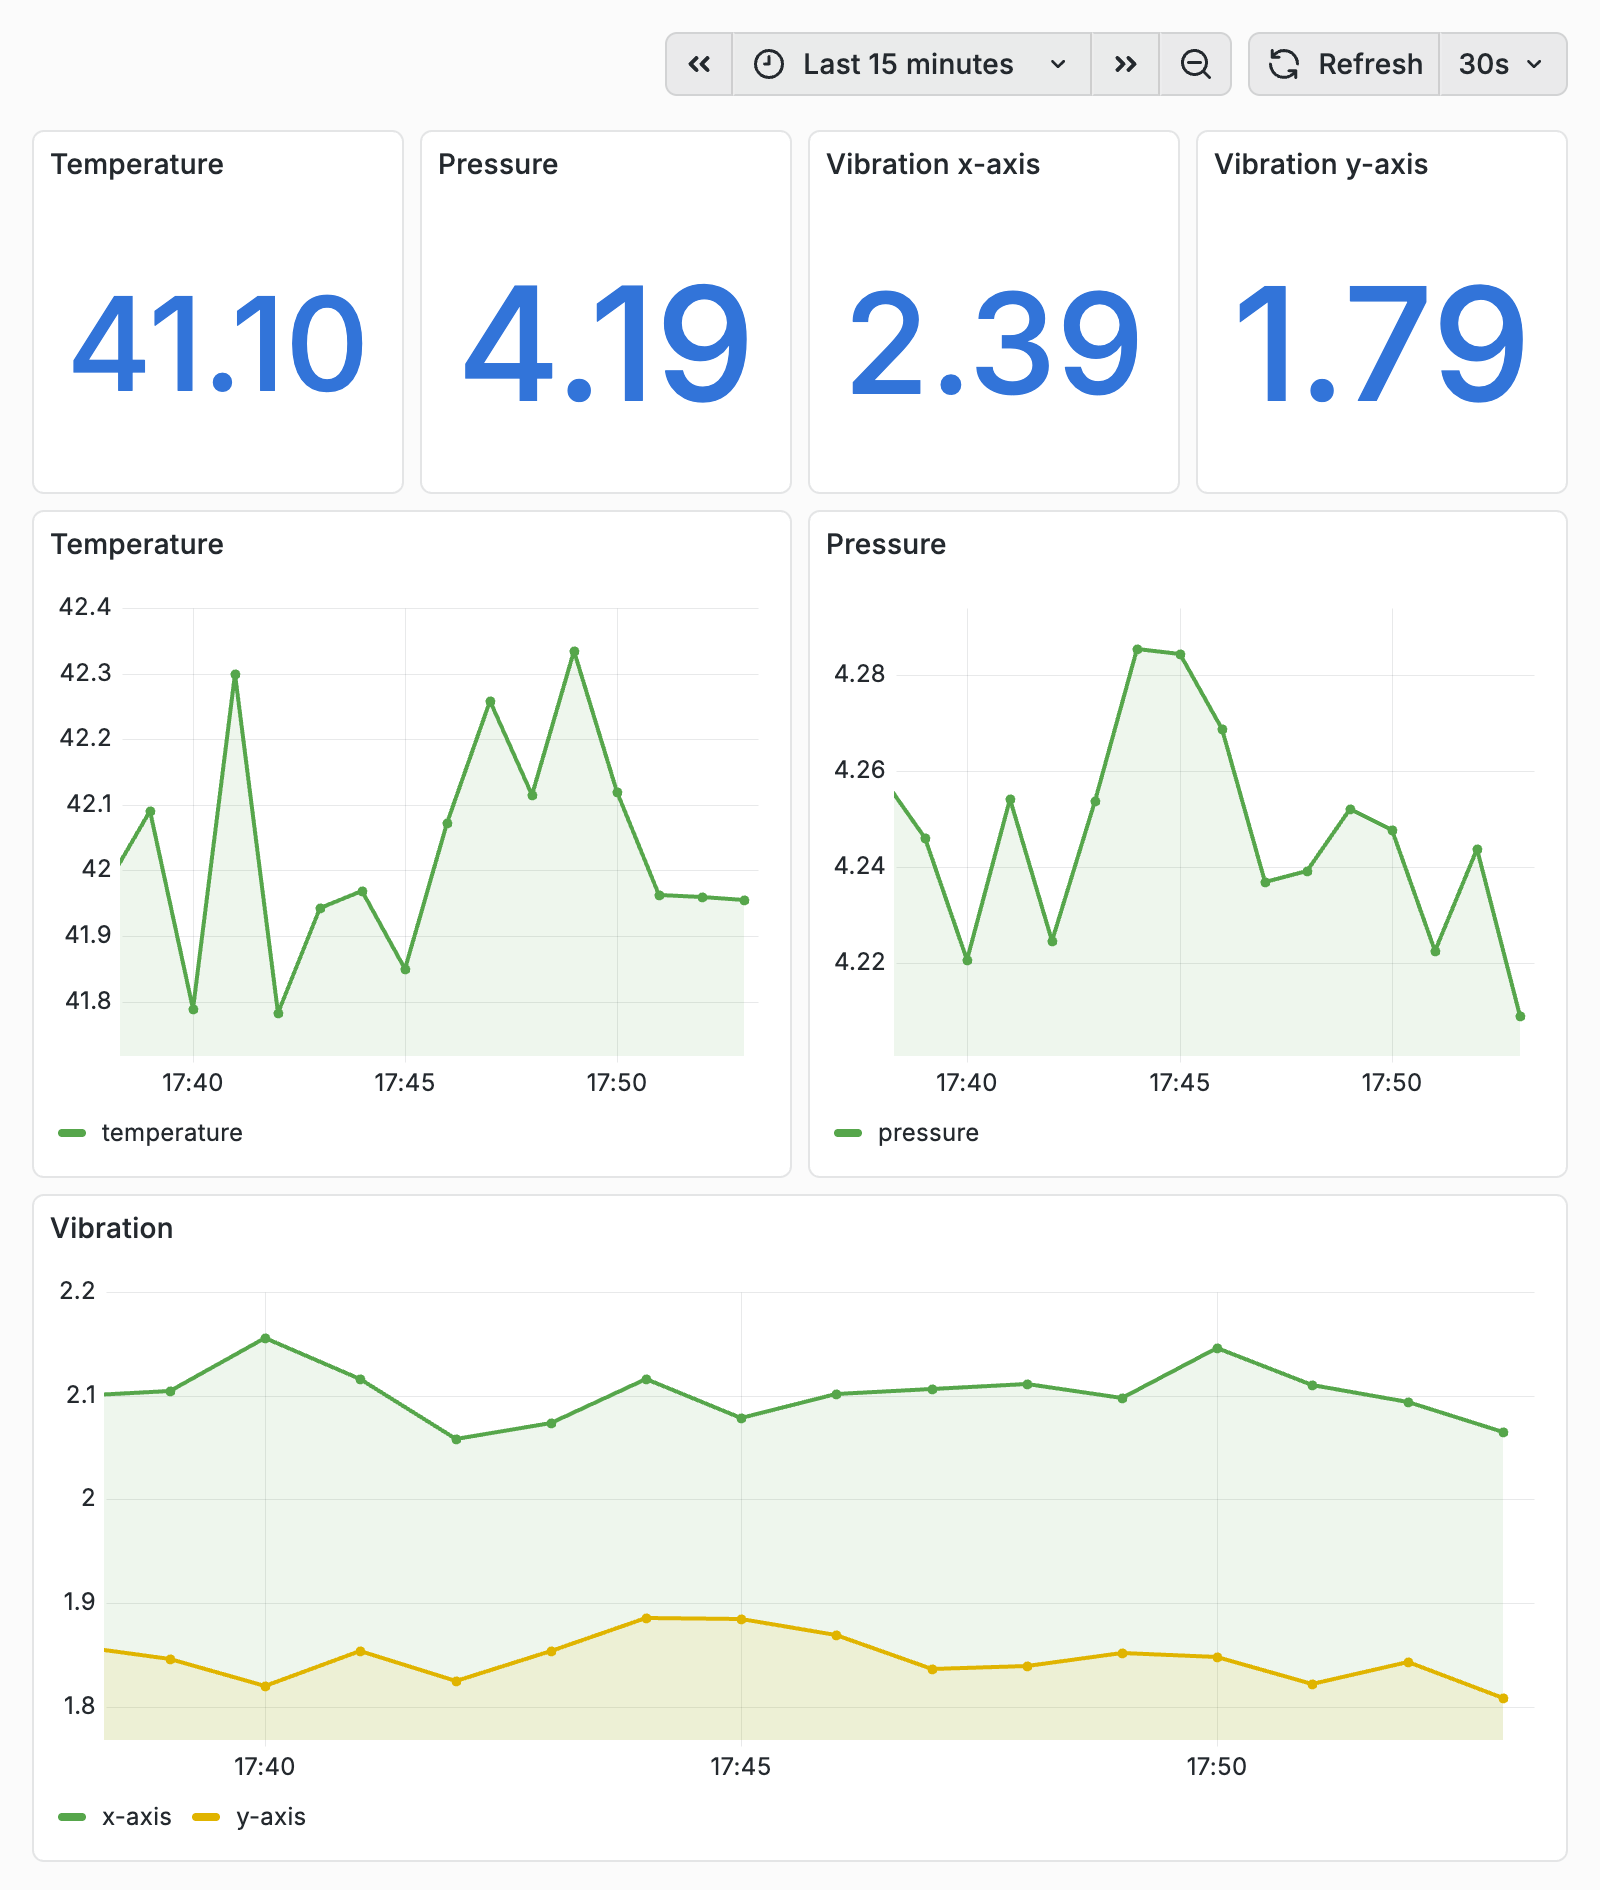 Last 15 minutes Refresh 30s
Temperature Pressure Vibration x-axis Vibration y-axis
41.10 4.19 2.39 1.79
Temperature
42.4
42.3
42.2
42.1
42
41.9
41.8
17:40 17:45 17:50
temperature
Pressure
4.28
4.26
4.24
4.22
17:40 17:45 17:50
pressure
Vibration
2.2
2.1
2
1.9
1.8
17:40 17:45 17:50
x-axis y-axis